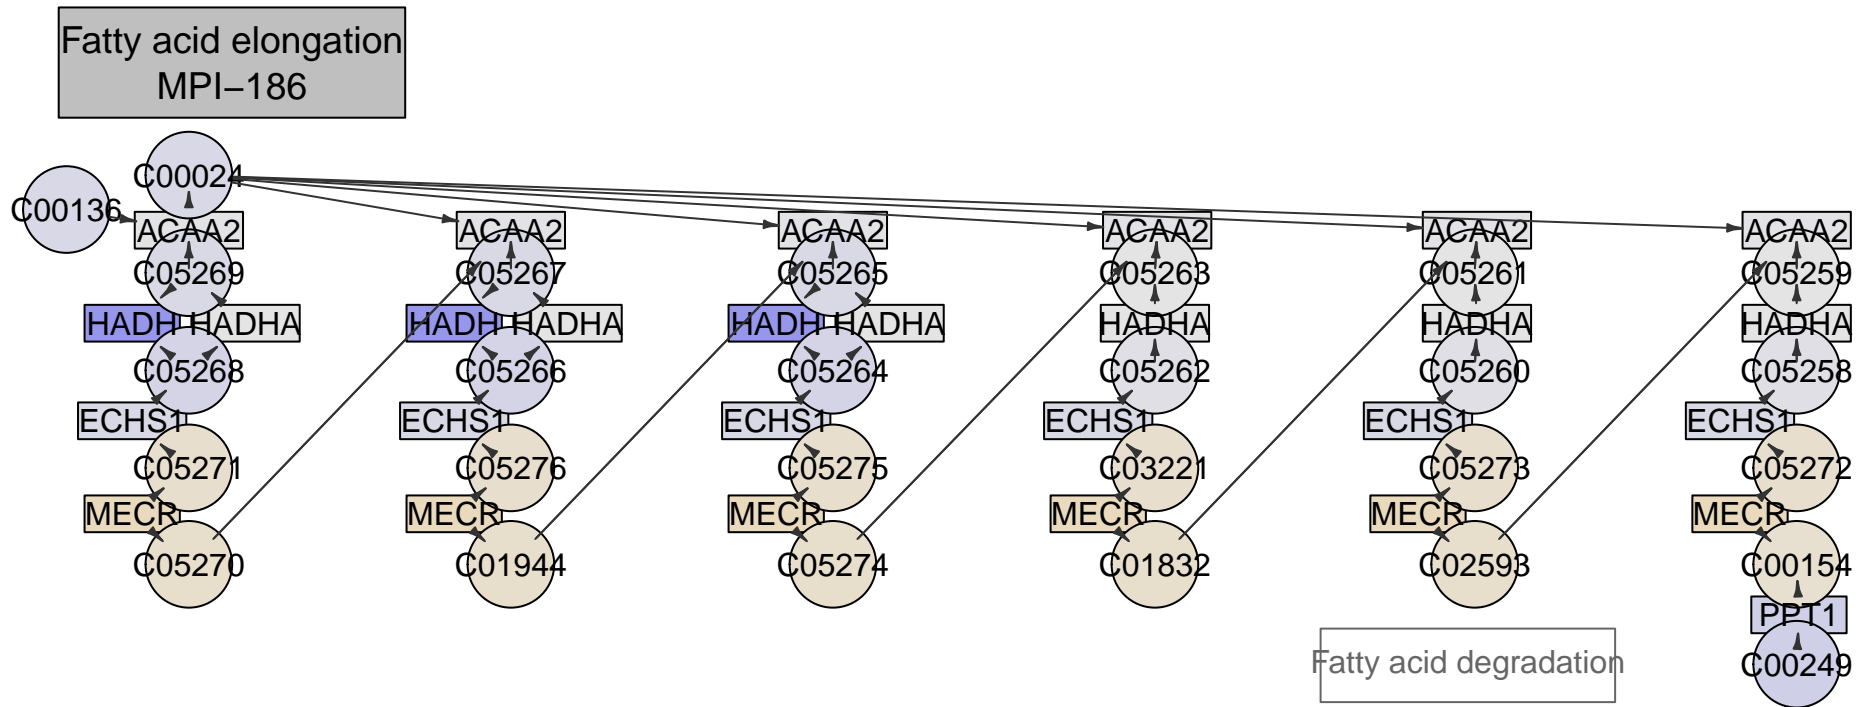 Fatty acid elongation
MPI−186
C00024
C00136
ACAA2 ACAA2 ACAA2 ACAA2 ACAA2 ACAA2
C05269 C05267 C05265 C05263 C05261 C05259
HADH HADHA HADH HADHA HADH HADHA HADHA HADHA HADHA
C05268 C05266 C05264 C05262 C05260 C05258
ECHS1 ECHS1 ECHS1 ECHS1 ECHS1 ECHS1
C05271 C05276 C05275 C03221 C05273 C05272
MECR MECR MECR MECR MECR MECR
C05270 C01944 C05274 C01832 C02593 C00154
PPT1
Fatty acid degradation C00249